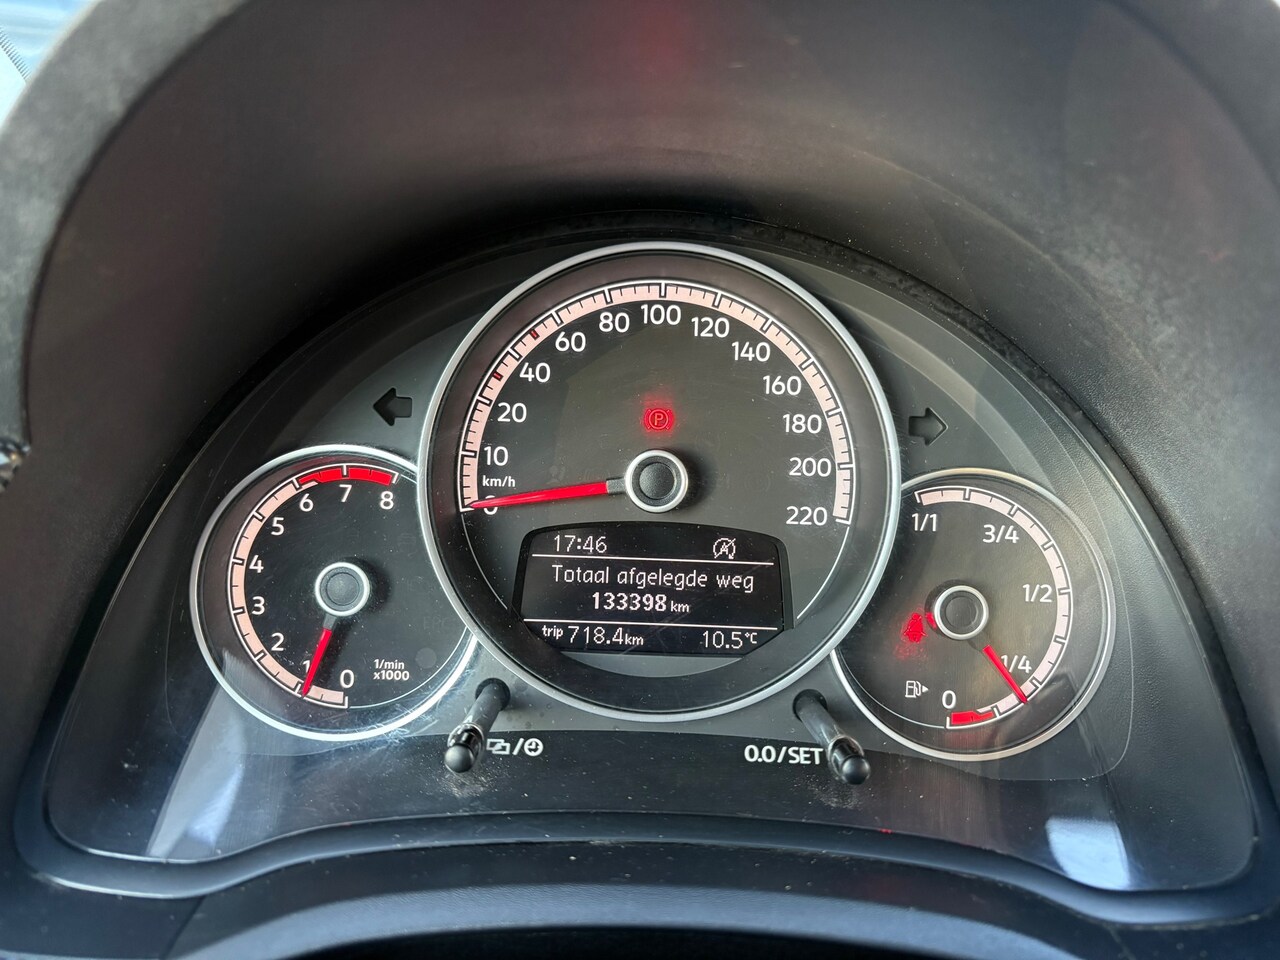 0 10 20 40 60 80 100 120 140 160 180 200 220
km/h
P
0 1 2 3 4 5 6 7 8
1/min
x1000
17:46
Totaal afgelegde weg
133398 km
trip 718.4 km 10.5°C
1/1 3/4 1/2 1/4 0
0.0/SET